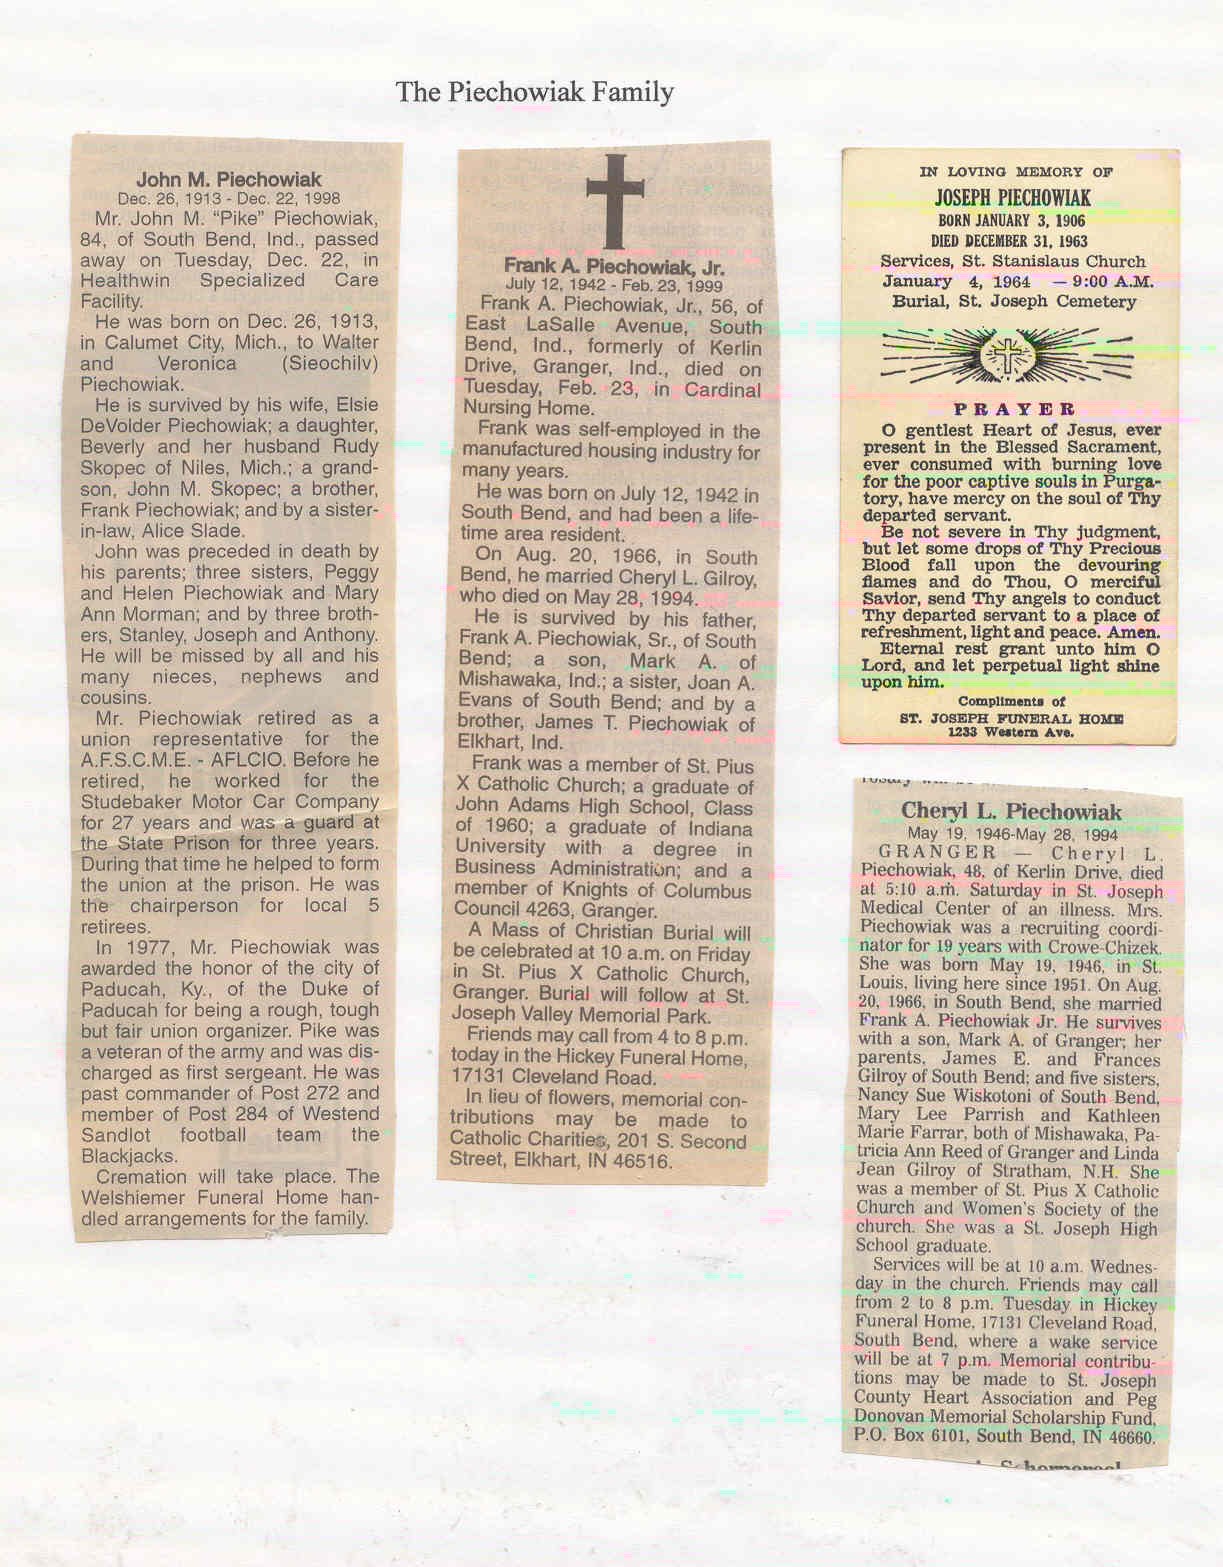 The Piechowiak Family
John M. Piechowiak
Dec. 26, 1913 - Dec. 22, 1998
Mr. John M. "Pike" Piechowiak,
84, of South Bend, Ind., passed
away on Tuesday, Dec. 22, in
Healthwin Specialized Care
Facility.
He was born on Dec. 26, 1913,
in Calumet City, Mich., to Walter
and Veronica (Sieochilv)
Piechowiak.
He is survived by his wife, Elsie
DeVolder Piechowiak; a daughter,
Beverly and her husband Rudy
Skopec of Niles, Mich.; a grand-
son, John M. Skopec; a brother,
Frank Piechowiak; and by a sister-
in-law, Alice Slade.
John was preceded in death by
his parents; three sisters, Peggy
and Helen Piechowiak and Mary
Ann Morman; and by three broth-
ers, Stanley, Joseph and Anthony.
He will be missed by all and his
many nieces, nephews and
cousins.
Mr. Piechowiak retired as a
union representative for the
A.F.S.C.M.E. - AFLCIO. Before he
retired, he worked for the
Studebaker Motor Car Company
for 27 years and was a guard at
the State Prison for three years.
During that time he helped to form
the union at the prison. He was
the chairperson for local 5
retirees.
In 1977, Mr. Piechowiak was
awarded the honor of the city of
Paducah, Ky., of the Duke of
Paducah for being a rough, tough
but fair union organizer. Pike was
a veteran of the army and was dis-
charged as first sergeant. He was
past commander of Post 272 and
member of Post 284 of Westend
Sandlot football team the
Blackjacks.
Cremation will take place. The
Welshiemer Funeral Home han-
dled arrangements for the family.
Frank A. Piechowiak, Jr.
July 12, 1942 - Feb. 23, 1999
Frank A. Piechowiak, Jr., 56, of
East LaSalle Avenue, South
Bend, Ind., formerly of Kerlin
Drive, Granger, Ind., died on
Tuesday, Feb. 23, in Cardinal
Nursing Home.
Frank was self-employed in the
manufactured housing industry for
many years.
He was born on July 12, 1942 in
South Bend, and had been a life-
time area resident.
On Aug. 20, 1966, in South
Bend, he married Cheryl L. Gilroy,
who died on May 28, 1994.
He is survived by his father,
Frank A. Piechowiak, Sr., of South
Bend; a son, Mark A. of
Mishawaka, Ind.; a sister, Joan A.
Evans of South Bend; and by a
brother, James T. Piechowiak of
Elkhart, Ind.
Frank was a member of St. Pius
X Catholic Church; a graduate of
John Adams High School, Class
of 1960; a graduate of Indiana
University with a degree in
Business Administration; and a
member of Knights of Columbus
Council 4263, Granger.
A Mass of Christian Burial will
be celebrated at 10 a.m. on Friday
in St. Pius X Catholic Church,
Granger. Burial will follow at St.
Joseph Valley Memorial Park.
Friends may call from 4 to 8 p.m.
today in the Hickey Funeral Home,
17131 Cleveland Road.
In lieu of flowers, memorial con-
tributions may be made to
Catholic Charities, 201 S. Second
Street, Elkhart, IN 46516.
IN LOVING MEMORY OF
JOSEPH PIECHOWIAK
BORN JANUARY 3, 1906
DIED DECEMBER 31, 1963
Services, St. Stanislaus Church
January 4, 1964 — 9:00 A.M.
Burial, St. Joseph Cemetery
PRAYER
O gentlest Heart of Jesus, ever
present in the Blessed Sacrament,
ever consumed with burning love
for the poor captive souls in Purga-
tory, have mercy on the soul of Thy
departed servant.
Be not severe in Thy judgment,
but let some drops of Thy Precious
Blood fall upon the devouring
flames and do Thou, O merciful
Savior, send Thy angels to conduct
Thy departed servant to a place of
refreshment, light and peace. Amen.
Eternal rest grant unto him O
Lord, and let perpetual light shine
upon him.
Compliments of
ST. JOSEPH FUNERAL HOME
1233 Western Ave.
Cheryl L. Piechowiak
May 19, 1946-May 28, 1994
GRANGER — Cheryl L.
Piechowiak, 48, of Kerlin Drive, died
at 5:10 a.m. Saturday in St. Joseph
Medical Center of an illness. Mrs.
Piechowiak was a recruiting coordi-
nator for 19 years with Crowe-Chizek.
She was born May 19, 1946, in St.
Louis, living here since 1951. On Aug.
20, 1966, in South Bend, she married
Frank A. Piechowiak Jr. He survives
with a son, Mark A. of Granger; her
parents, James E. and Frances
Gilroy of South Bend; and five sisters,
Nancy Sue Wiskotoni of South Bend,
Mary Lee Parrish and Kathleen
Marie Farrar, both of Mishawaka, Pa-
tricia Ann Reed of Granger and Linda
Jean Gilroy of Stratham, N.H. She
was a member of St. Pius X Catholic
Church and Women's Society of the
church. She was a St. Joseph High
School graduate.
Services will be at 10 a.m. Wednes-
day in the church. Friends may call
from 2 to 8 p.m. Tuesday in Hickey
Funeral Home, 17131 Cleveland Road,
South Bend, where a wake service
will be at 7 p.m. Memorial contribu-
tions may be made to St. Joseph
County Heart Association and Peg
Donovan Memorial Scholarship Fund,
P.O. Box 6101, South Bend, IN 46660.